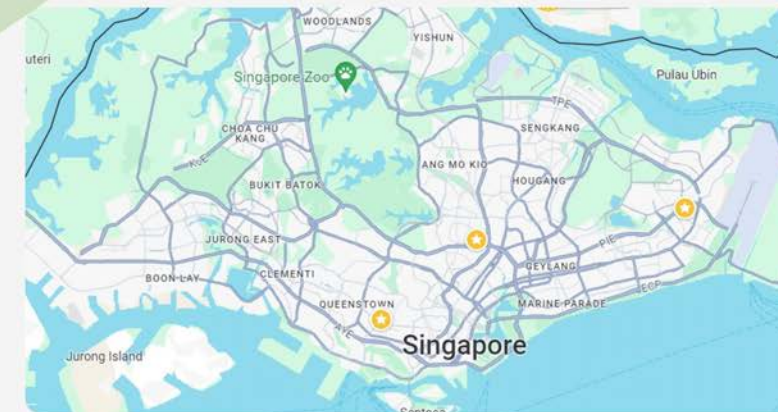 WOODLANDS
YISHUN
uteri
Singapore Zoo
Pulau Ubin
TPE
SENGKANG
CHOA CHU
KANG
KJE
ANG MO KIO
HOUGANG
BUKIT BATOK
JURONG EAST
PIE
GEYLANG
BOON LAY
CLEMENTI
ECP
QUEENSTOWN
MARINE PARADE
AYE
Singapore
Jurong Island
Sentosa